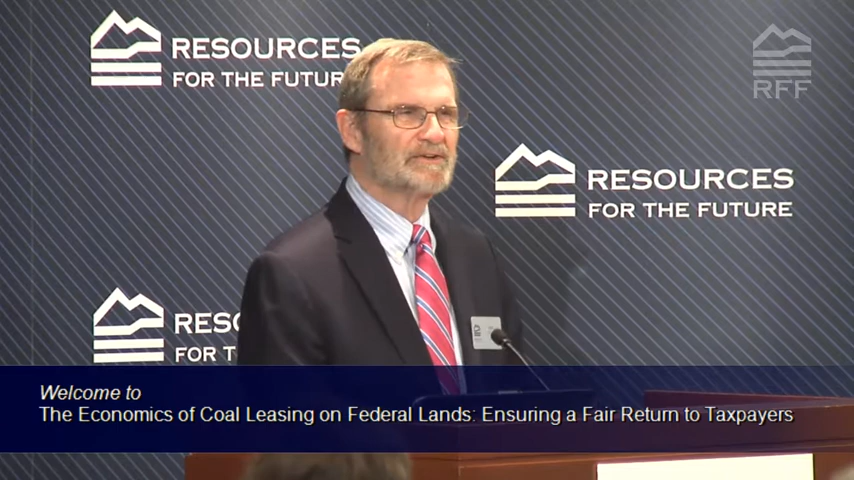 RESOURCES
FOR THE FUTURE
RFF
RESOURCES
FOR THE FUTURE
RESO
FOR T
Welcome to
The Economics of Coal Leasing on Federal Lands: Ensuring a Fair Return to Taxpayers